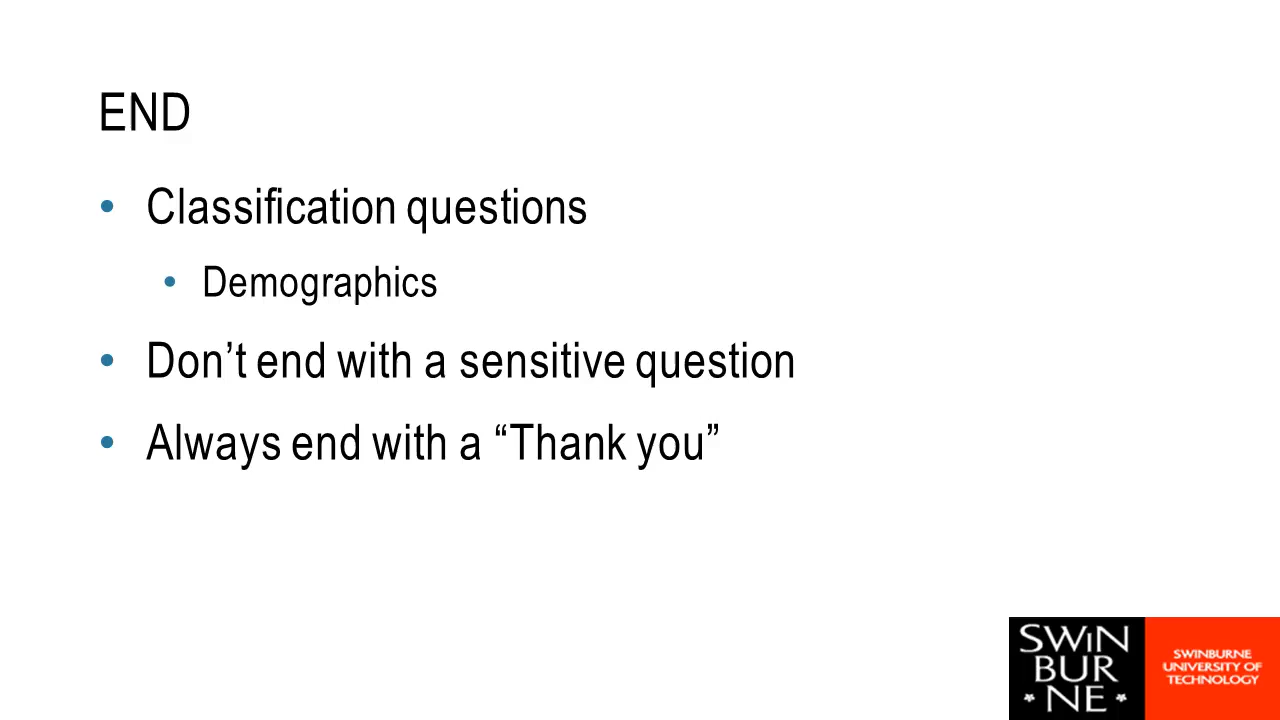 END
• Classification questions
• Demographics
• Don’t end with a sensitive question
• Always end with a “Thank you”
SWiN
BUR
NE
SWINBURNE
UNIVERSITY OF
TECHNOLOGY